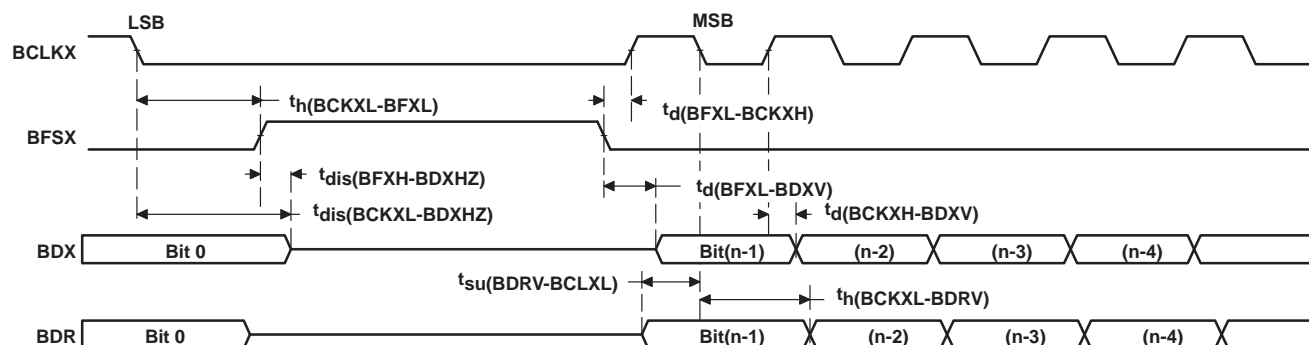 LSB MSB
BCLKX
th(BCKXL-BFXL)
td(BFXL-BCKXH)
BFSX
tdis(BFXH-BDXHZ)
td(BFXL-BDXV)
tdis(BCKXL-BDXHZ)
td(BCKXH-BDXV)
BDX Bit 0 Bit(n-1) (n-2) (n-3) (n-4)
tsu(BDRV-BCLXL)
th(BCKXL-BDRV)
BDR Bit 0 Bit(n-1) (n-2) (n-3) (n-4)